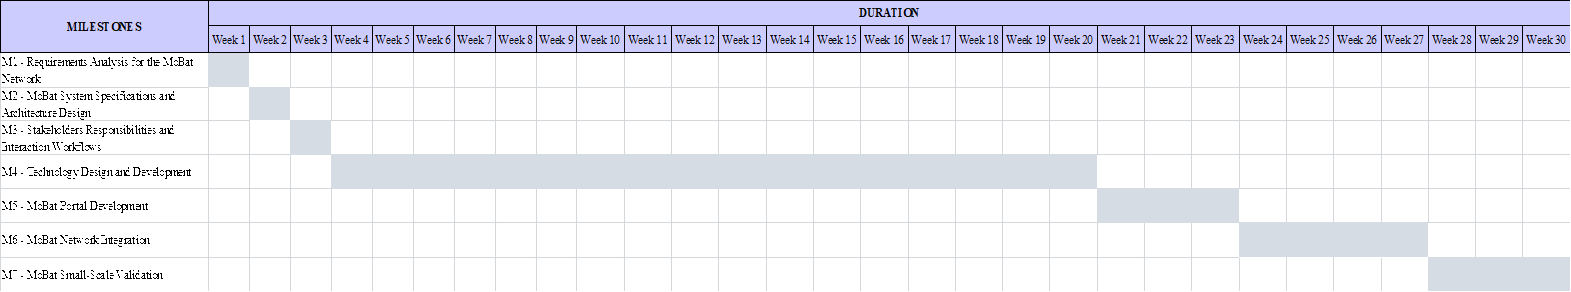 MILESTONES
DURATION
Week 1 Week 2 Week 3 Week 4 Week 5 Week 6 Week 7 Week 8 Week 9 Week 10 Week 11 Week 12 Week 13 Week 14 Week 15 Week 16 Week 17 Week 18 Week 19 Week 20 Week 21 Week 22 Week 23 Week 24 Week 25 Week 26 Week 27 Week 28 Week 29 Week 30
M1 - Requirements Analysis for the MoBat
Network
M2 - MoBat System Specifications and
Architecture Design
M3 - Stakeholders Responsibilities and
Interaction Workflows
M4 - Technology Design and Development
M5 - MoBat Portal Development
M6 - MoBat Network Integration
M7 - MoBat Small-Scale Validation